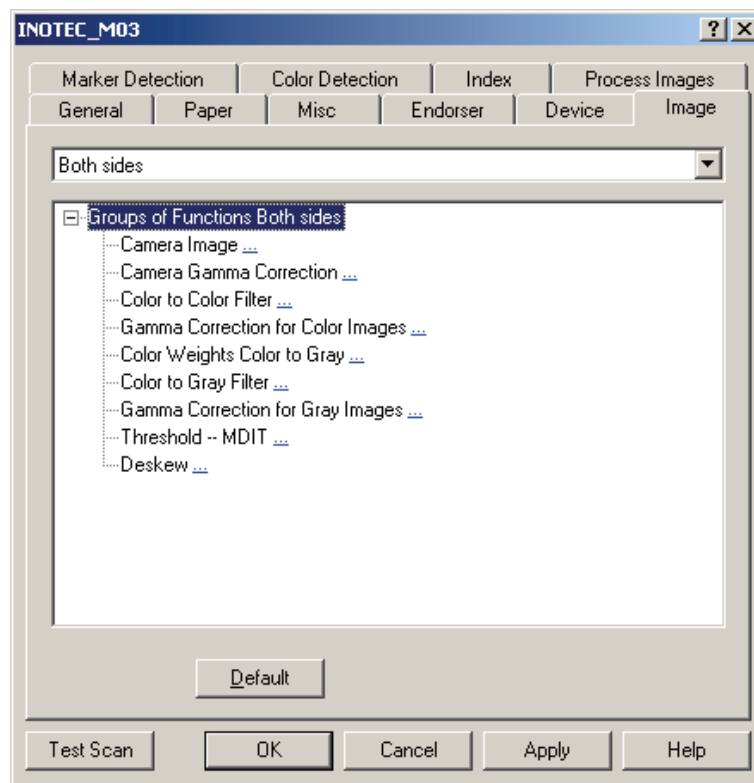 INOTEC_M03
Marker Detection Color Detection Index Process Images
General Paper Misc Endorser Device Image
Both sides
Groups of Functions Both sides
Camera Image ...
Camera Gamma Correction ...
Color to Color Filter ...
Gamma Correction for Color Images ...
Color Weights Color to Gray ...
Color to Gray Filter ...
Gamma Correction for Gray Images ...
Threshold -- MDIT ...
Deskew ...
Default
Test Scan OK Cancel Apply Help